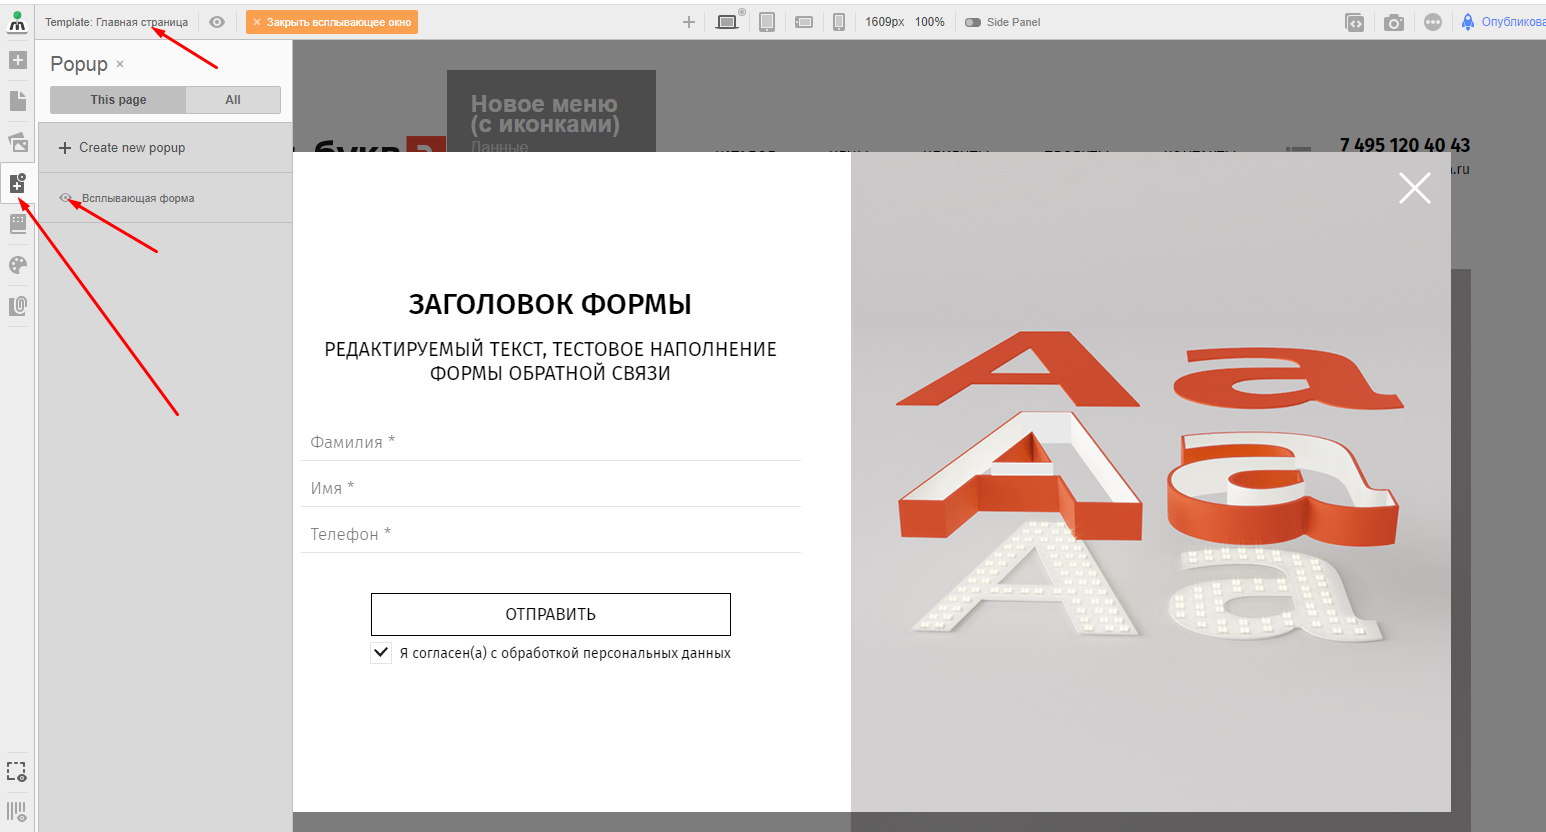 Template: Главная страница
× Закрыть всплывающее окно
1609px 100% Side Panel
Опубликова
Popup ×
This page All
Create new popup
Всплывающая форма
Новое меню
(с иконками)
Данные
7 495 120 40 43
.ru
ЗАГОЛОВОК ФОРМЫ
РЕДАКТИРУЕМЫЙ ТЕКСТ, ТЕСТОВОЕ НАПОЛНЕНИЕ
ФОРМЫ ОБРАТНОЙ СВЯЗИ
Фамилия *
Имя *
Телефон *
ОТПРАВИТЬ
Я согласен(а) с обработкой персональных данных
A a
A a
A a